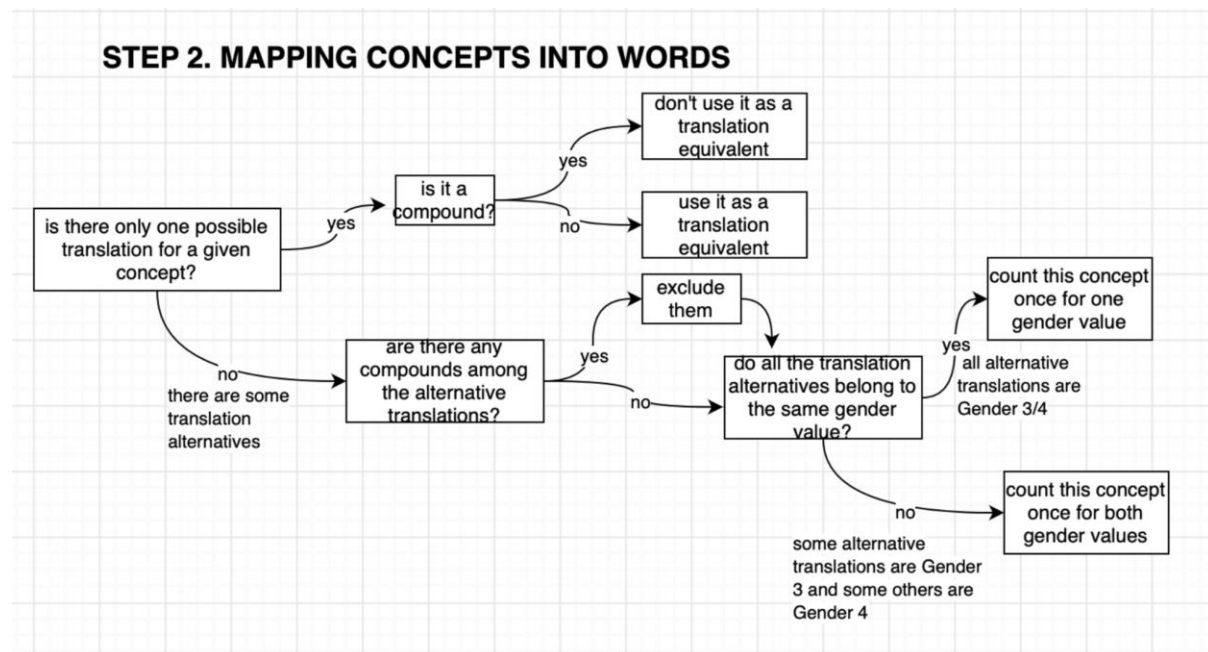 STEP 2. MAPPING CONCEPTS INTO WORDS
don't use it as a
translation
equivalent
yes
is it a
compound?
yes
no
use it as a
translation
equivalent
is there only one possible
translation for a given
concept?
exclude
them
count this concept
once for one
gender value
yes
are there any
compounds among
the alternative
translations?
yes
no
do all the translation
alternatives belong to
the same gender
value?
all alternative
translations are
Gender 3/4
no
there are some
translation
alternatives
count this concept
once for both
gender values
no
some alternative
translations are Gender
3 and some others are
Gender 4